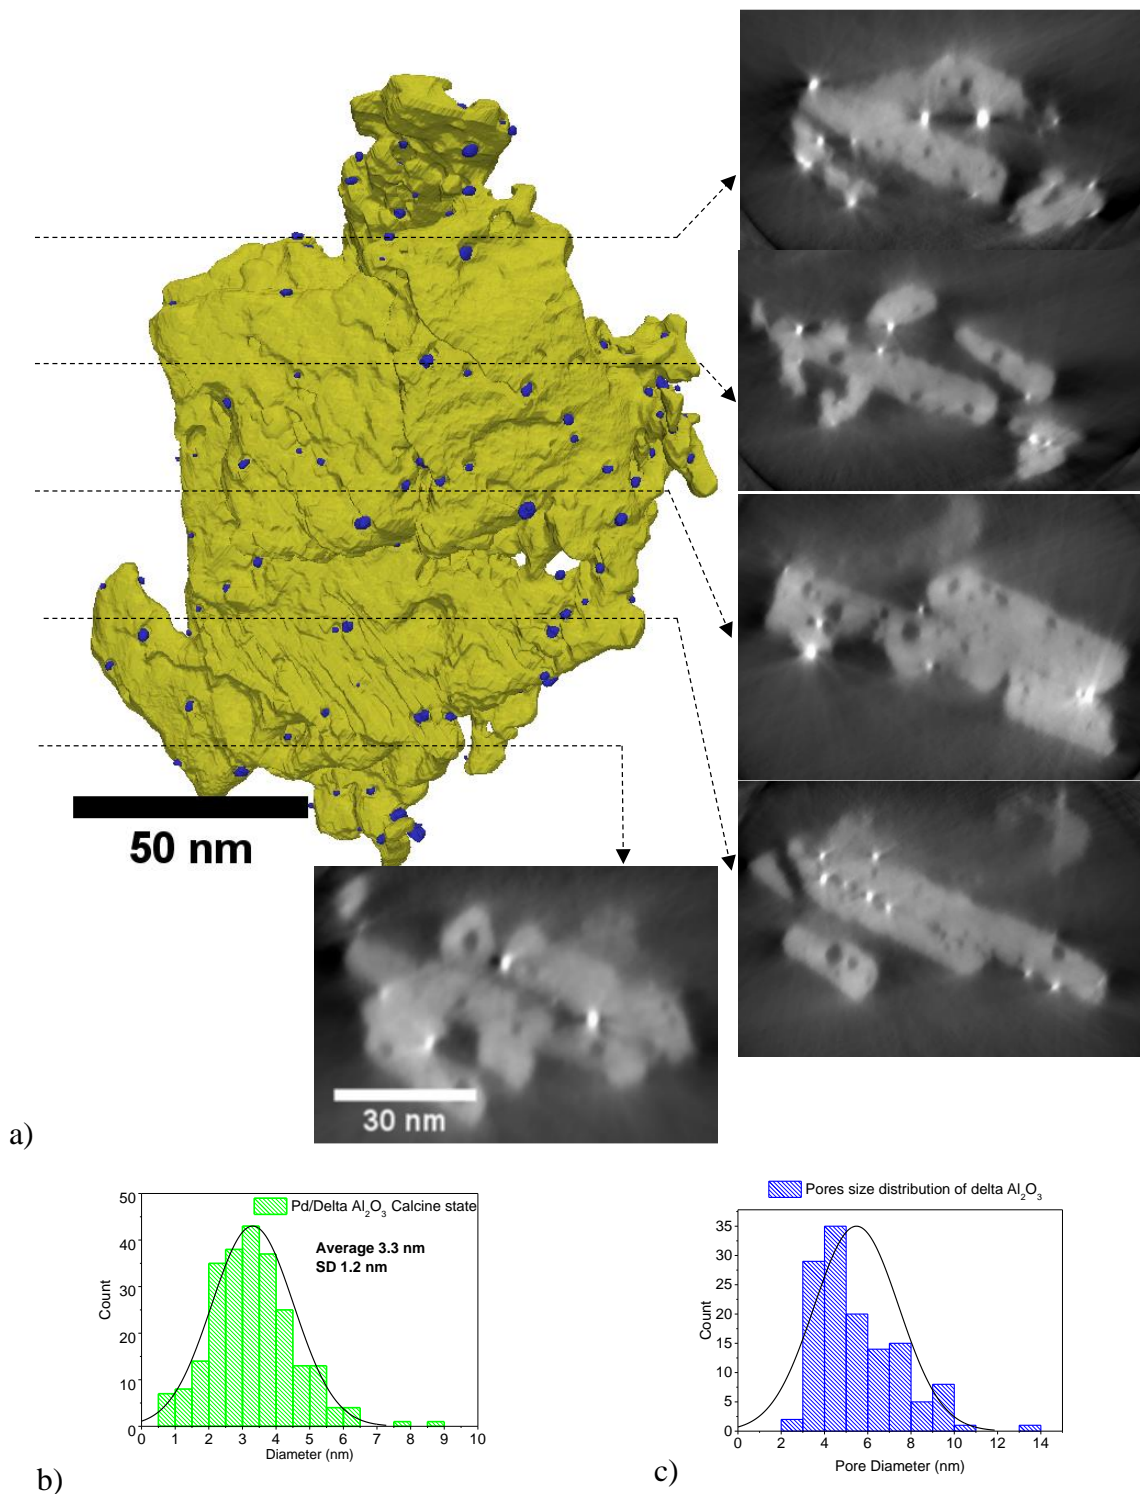 50 nm
30 nm
a)
Pd/Delta Al2O3 Calcine state
Average 3.3 nm
SD 1.2 nm
50
40
30
20
10
0
Count
0 1 2 3 4 5 6 7 8 9 10
Diameter (nm)
b)
Pores size distribution of delta Al2O3
35
30
25
20
15
10
5
0
Count
0 2 4 6 8 10 12 14
Pore Diameter (nm)
c)